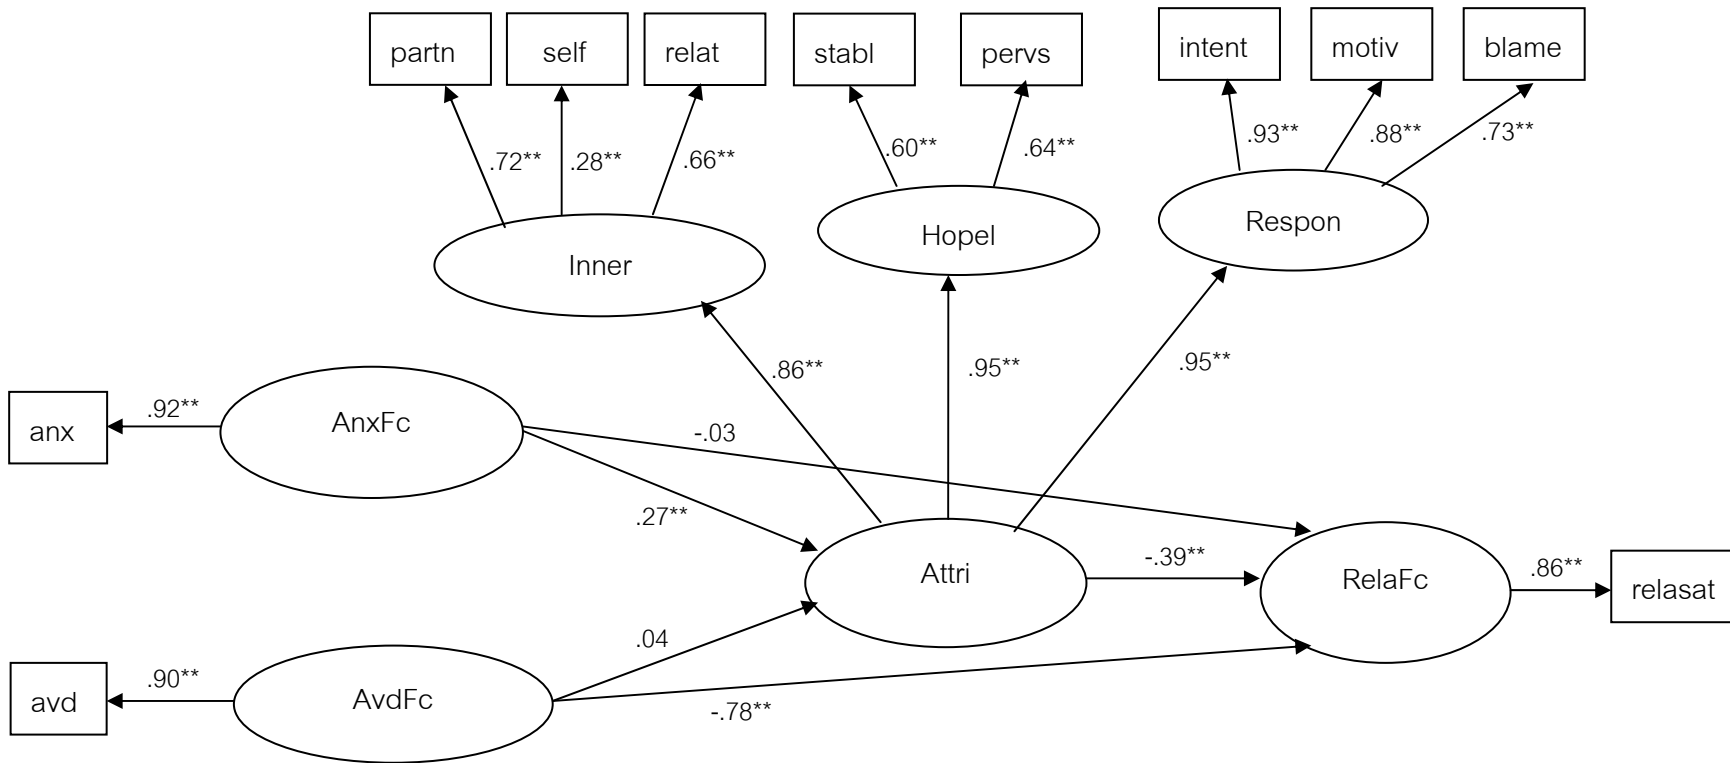 partn
self
relat
stabl
pervs
intent
motiv
blame
.72**
.28**
.66**
.60**
.64**
.93**
.88**
.73**
Inner
Hopel
Respon
.86**
.95**
.95**
anx
.92**
AnxFc
-.03
.27**
Attri
-.39**
RelaFc
.86**
relasat
.04
avd
.90**
AvdFc
-.78**